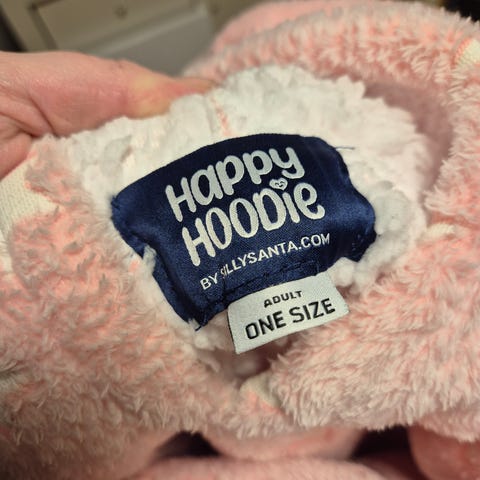 Happy
HOODie
BY SILLYSANTA.COM
ADULT
ONE SIZE